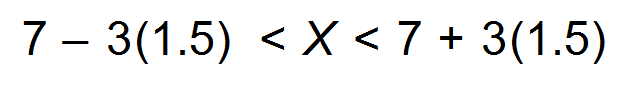 7 – 3(1.5) < X < 7 + 3(1.5)